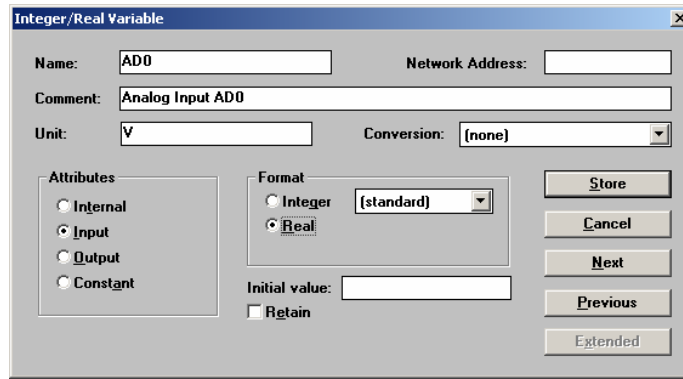 Integer/Real Variable
Name: AD0 Network Address:
Comment: Analog Input AD0
Unit: V Conversion: (none)
Attributes
Internal
Input
Output
Constant
Format
Integer (standard)
Real
Initial value:
Retain
Store
Cancel
Next
Previous
Extended